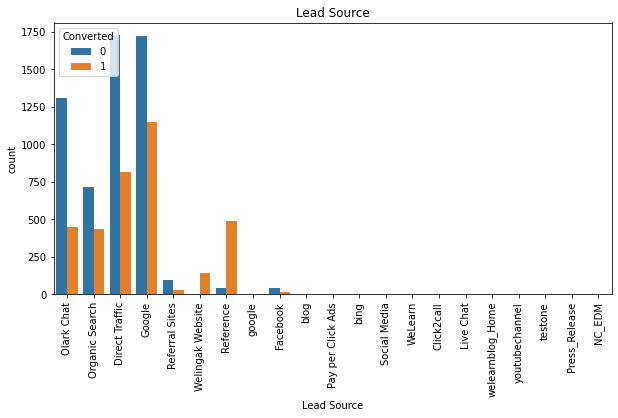 Lead Source
Converted
0
1
1750
1500
1250
1000
750
500
250
0
count
Olark Chat
Organic Search
Direct Traffic
Google
Referral Sites
Welingak Website
Reference
google
Facebook
blog
Pay per Click Ads
bing
Social Media
WeLearn
Click2call
Live Chat
welearnblog_Home
youtubechannel
testone
Press_Release
NC_EDM
Lead Source